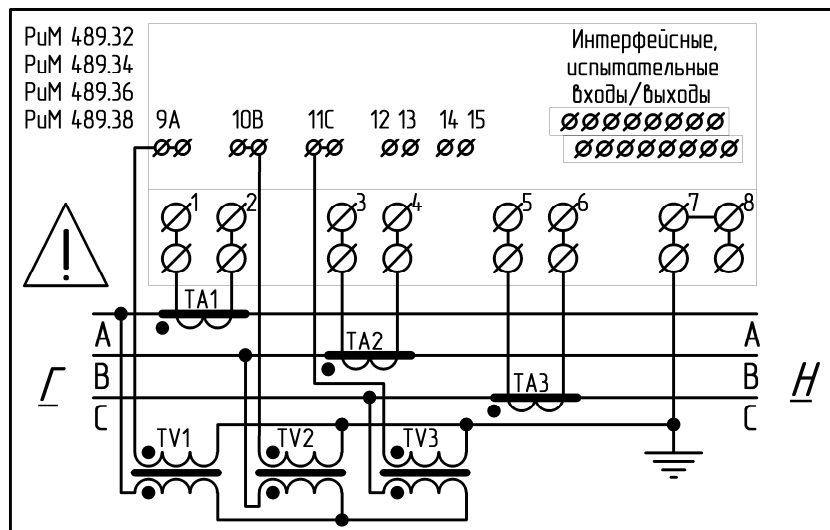 РиМ 489.32
РиМ 489.34
РиМ 489.36
РиМ 489.38
Интерфейсные,
испытательные
входы/выходы
9A 10B 11C 12 13 14 15
1 2 3 4 5 6 7 8
!
TA1
A A
TA2
B B
Г Н
TA3
C C
TV1 TV2 TV3